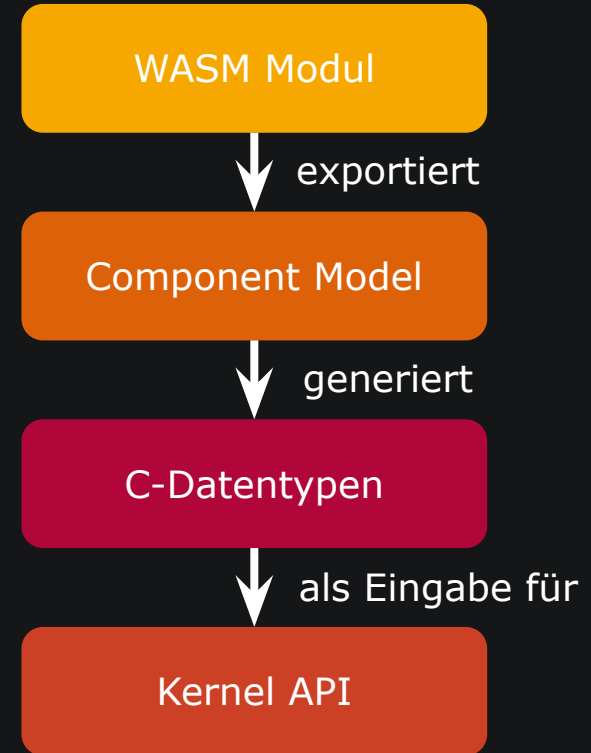 WASM Modul
exportiert
Component Model
generiert
C-Datentypen
als Eingabe für
Kernel API